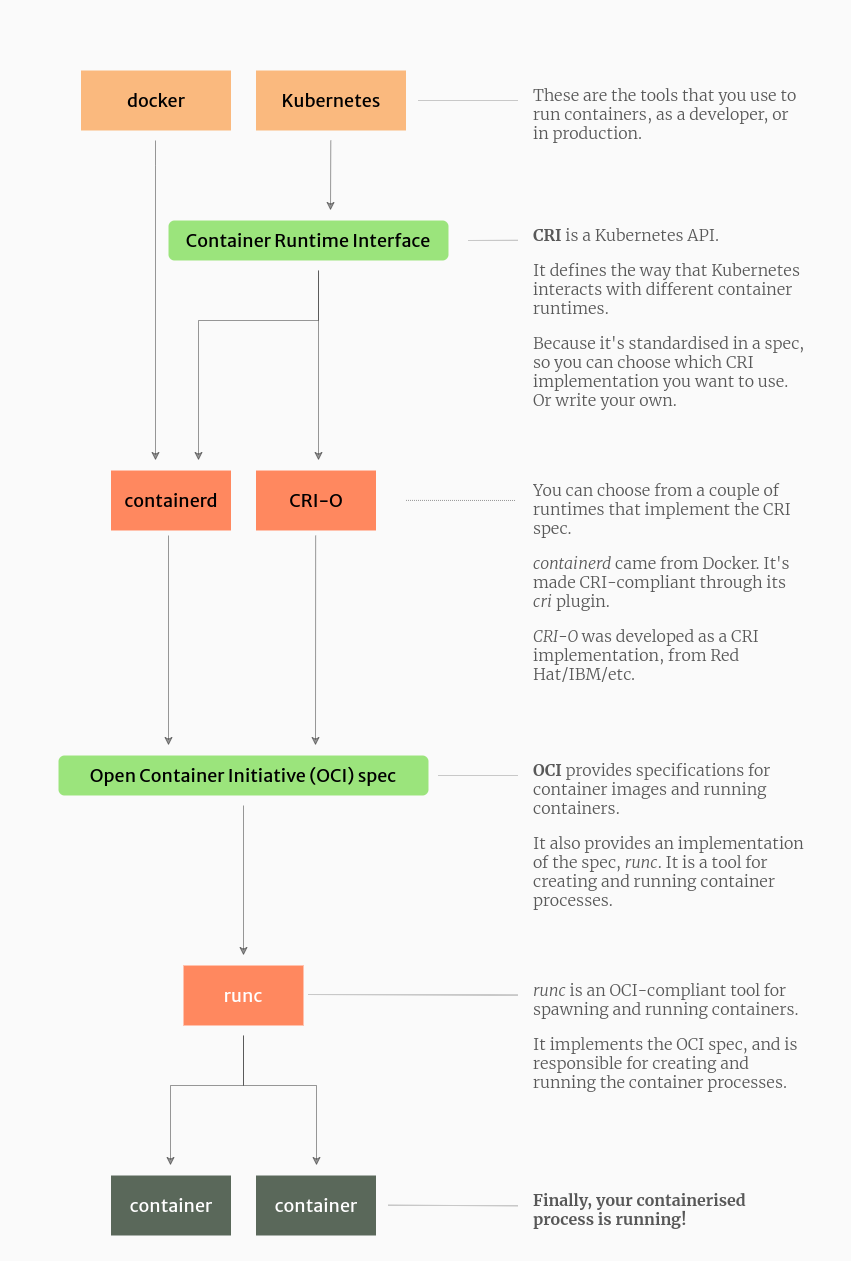 docker
Kubernetes
These are the tools that you use to
run containers, as a developer, or
in production.
Container Runtime Interface
CRI is a Kubernetes API.
It defines the way that Kubernetes
interacts with different container
runtimes.
Because it's standardised in a spec,
so you can choose which CRI
implementation you want to use.
Or write your own.
containerd
CRI-O
You can choose from a couple of
runtimes that implement the CRI
spec.
containerd came from Docker. It's
made CRI-compliant through its
cri plugin.
CRI-O was developed as a CRI
implementation, from Red
Hat/IBM/etc.
Open Container Initiative (OCI) spec
OCI provides specifications for
container images and running
containers.
It also provides an implementation
of the spec, runc. It is a tool for
creating and running container
processes.
runc
runc is an OCI-compliant tool for
spawning and running containers.
It implements the OCI spec, and is
responsible for creating and
running the container processes.
container
container
Finally, your containerised
process is running!